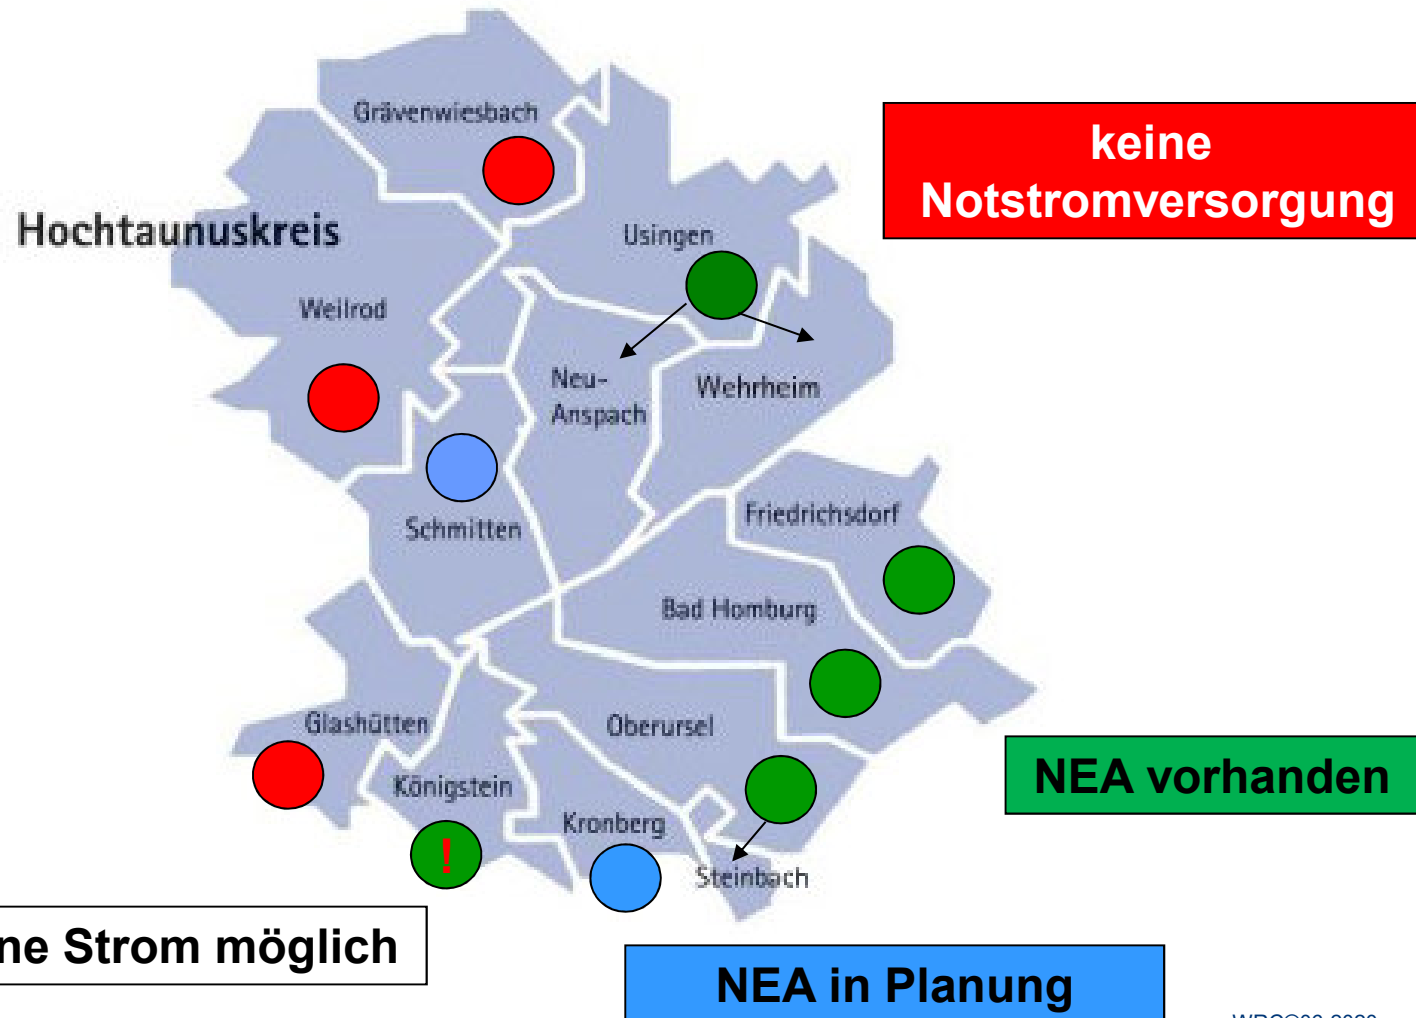 Grävenwiesbach
keine
Notstromversorgung
Hochtaunuskreis
Usingen
Weilrod
Neu-
Anspach
Wehrheim
Schmitten
Friedrichsdorf
Bad Homburg
Glashütten
Oberursel
Königstein
NEA vorhanden
Kronberg
!
Steinbach
ne Strom möglich
NEA in Planung